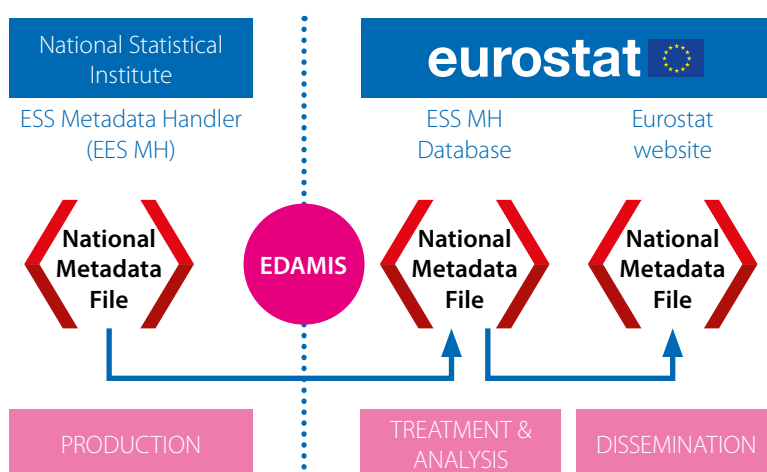 National Statistical
Institute
eurostat
ESS Metadata Handler
(EES MH)
ESS MH
Database
Eurostat
website
National
Metadata
File
EDAMIS
National
Metadata
File
National
Metadata
File
PRODUCTION
TREATMENT &
ANALYSIS
DISSEMINATION